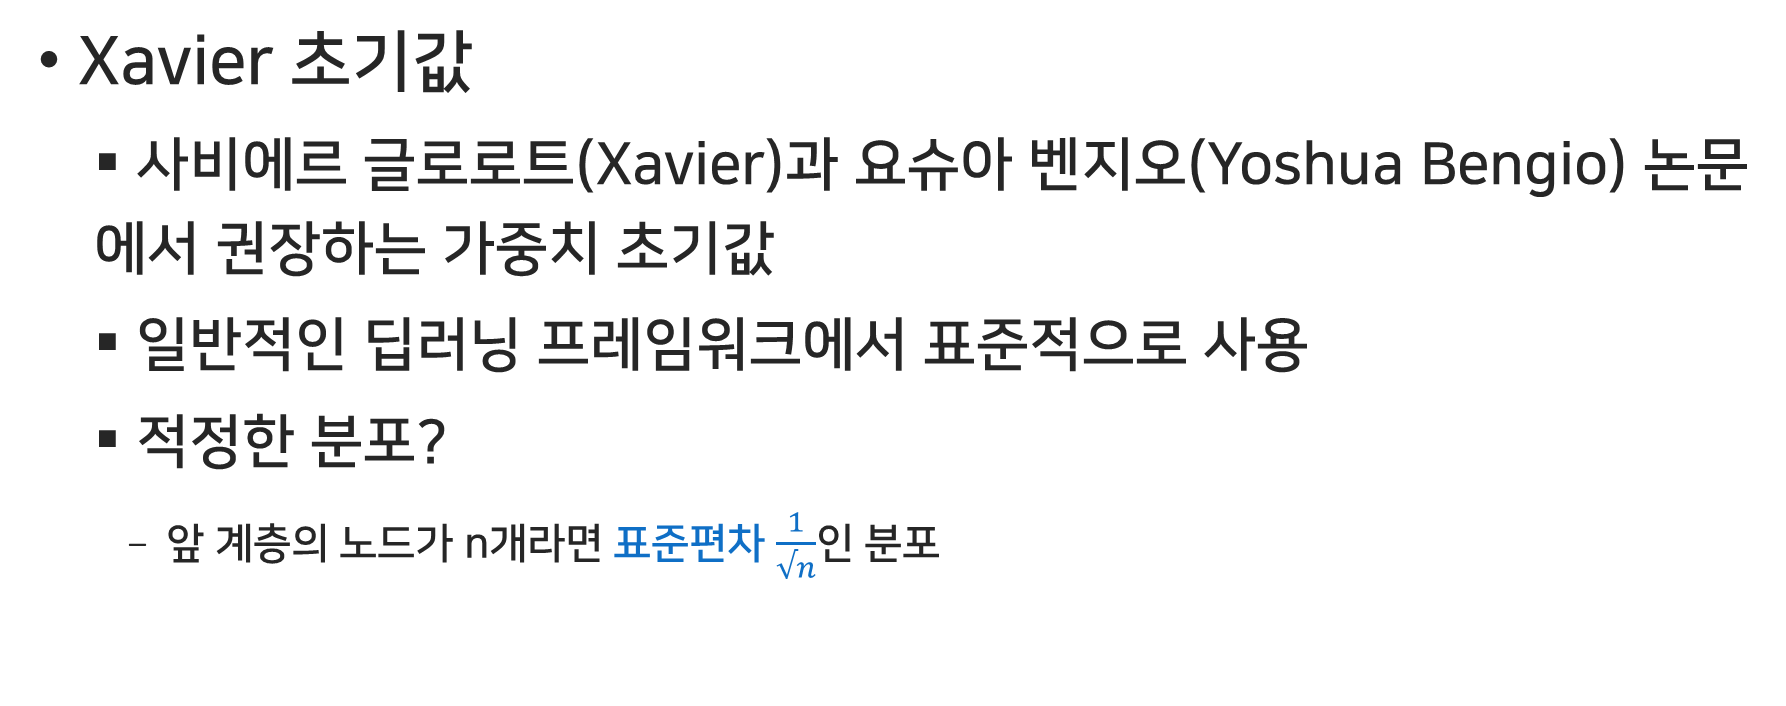 • Xavier 초기값
▪ 사비에르 글로로트(Xavier)과 요슈아 벤지오(Yoshua Bengio) 논문
에서 권장하는 가중치 초기값
▪ 일반적인 딥러닝 프레임워크에서 표준적으로 사용
▪ 적정한 분포?
– 앞 계층의 노드가 n개라면 표준편차 1/√n인 분포